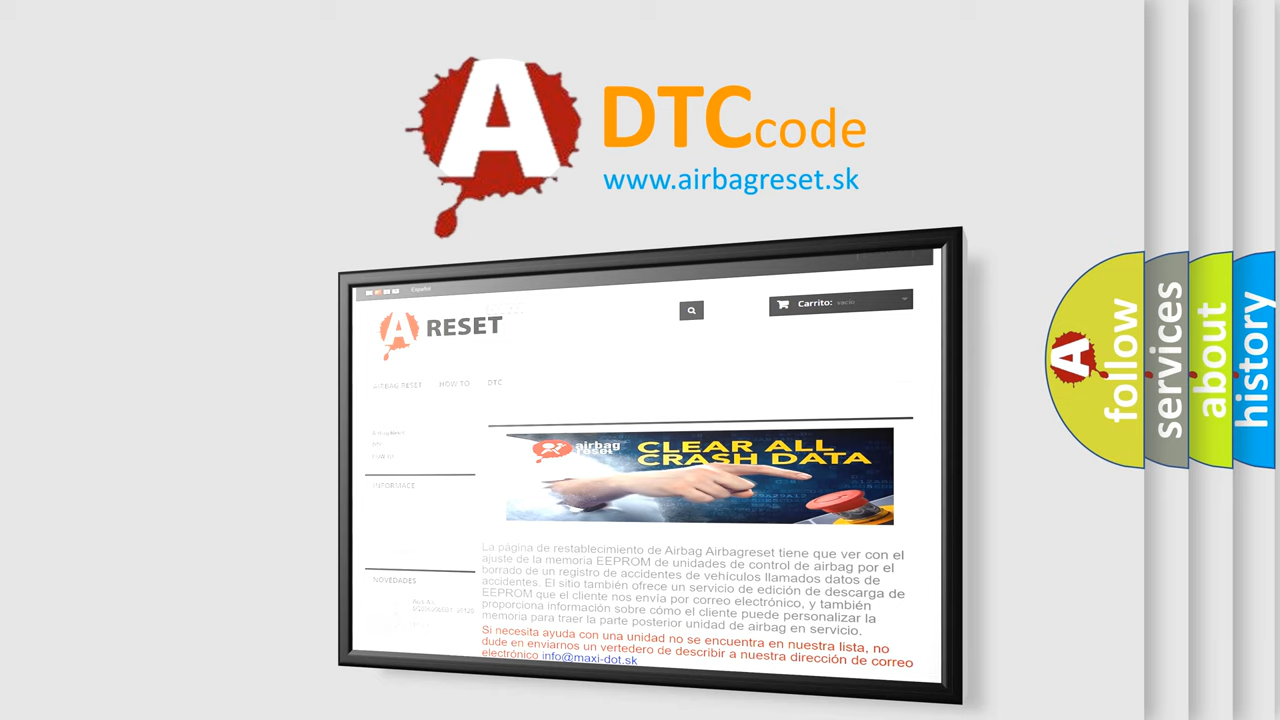 A DTCcode
www.airbagreset.sk
Español
A RESET
Carrito: vacío
AIRBAG RESET HOW TO DTC
INFORMACE
airbag
reset
CLEAR ALL
CRASH DATA
La página de restablecimiento de Airbag Airbagreset tiene que ver con el
ajuste de la memoria EEPROM de unidades de control de airbag por el
borrado de un registro de accidentes de vehículos llamados datos de
accidentes. El sitio también ofrece un servicio de edición de descarga de
EEPROM que el cliente nos envía por correo electrónico, y también
proporciona información sobre cómo el cliente puede personalizar la
memoria para traer la parte posterior unidad de airbag en servicio.
Si necesita ayuda con una unidad no se encuentra en nuestra lista, no
dude en enviarnos un vertedero de describir a nuestra dirección de correo
electrónico info@maxi-dot.sk
NOVEDADES
A
follow
services
about
history